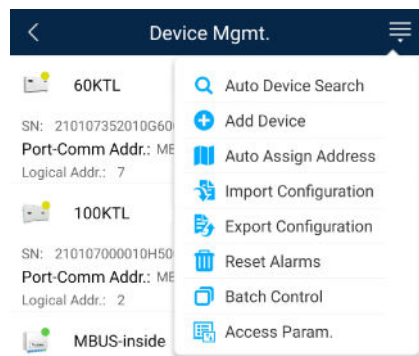 Device Mgmt.
60KTL
SN: 210107352010G60
Port-Comm Addr.: ME
Logical Addr.: 7
100KTL
SN: 210107000010H50
Port-Comm Addr.: ME
Logical Addr.: 2
MBUS-inside
Auto Device Search
Add Device
Auto Assign Address
Import Configuration
Export Configuration
Reset Alarms
Batch Control
Access Param.